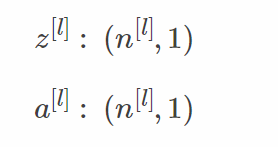 z^[l] : (n^[l], 1)
a^[l] : (n^[l], 1)